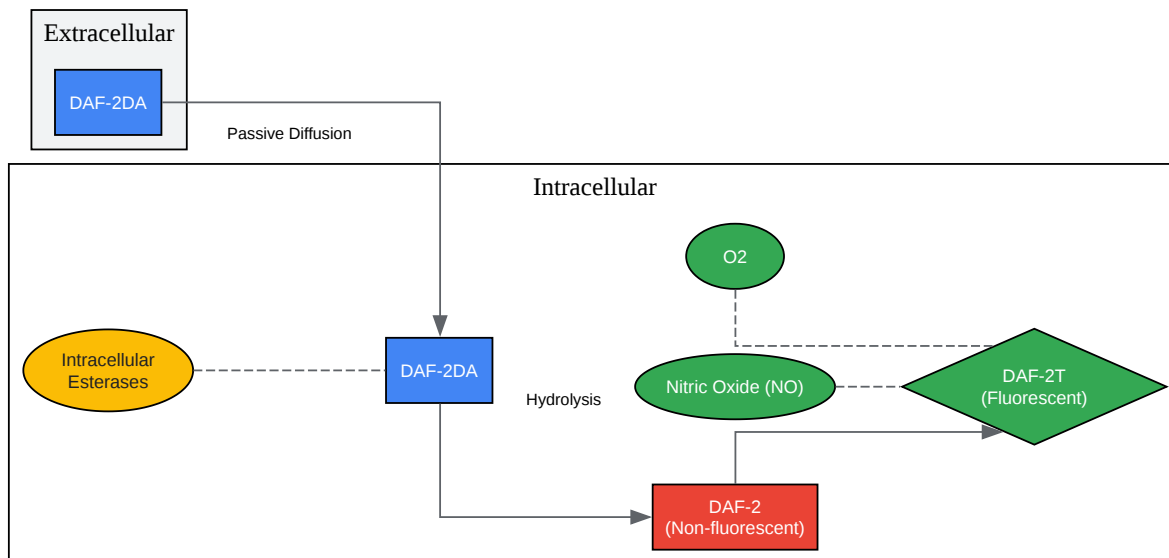 Extracellular
DAF-2DA
Passive Diffusion
Intracellular
O2
Intracellular
Esterases
DAF-2DA
Hydrolysis
Nitric Oxide (NO)
DAF-2T
(Fluorescent)
DAF-2
(Non-fluorescent)